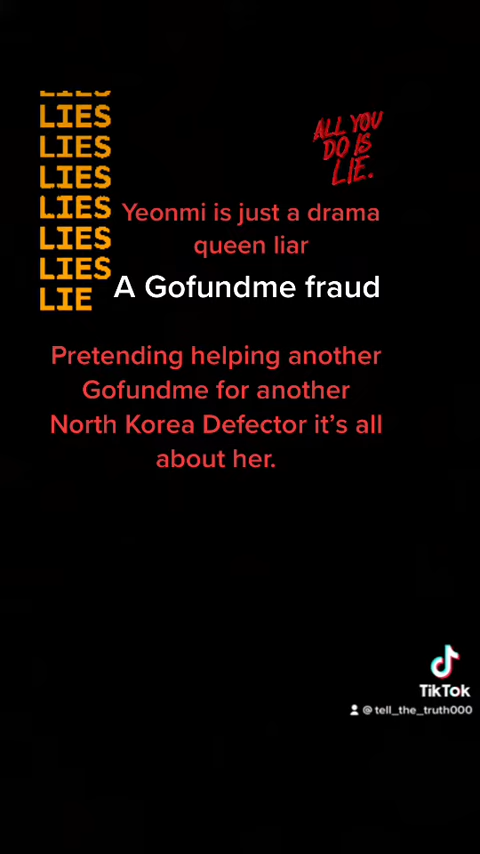 LIES
LIES
LIES
LIES
LIES
LIES
LIES
LIE
ALL YOU
DO IS
LIE.
Yeonmi is just a drama
queen liar
A Gofundme fraud
Pretending helping another
Gofundme for another
North Korea Defector it's all
about her.
TikTok
@tell_the_truth000